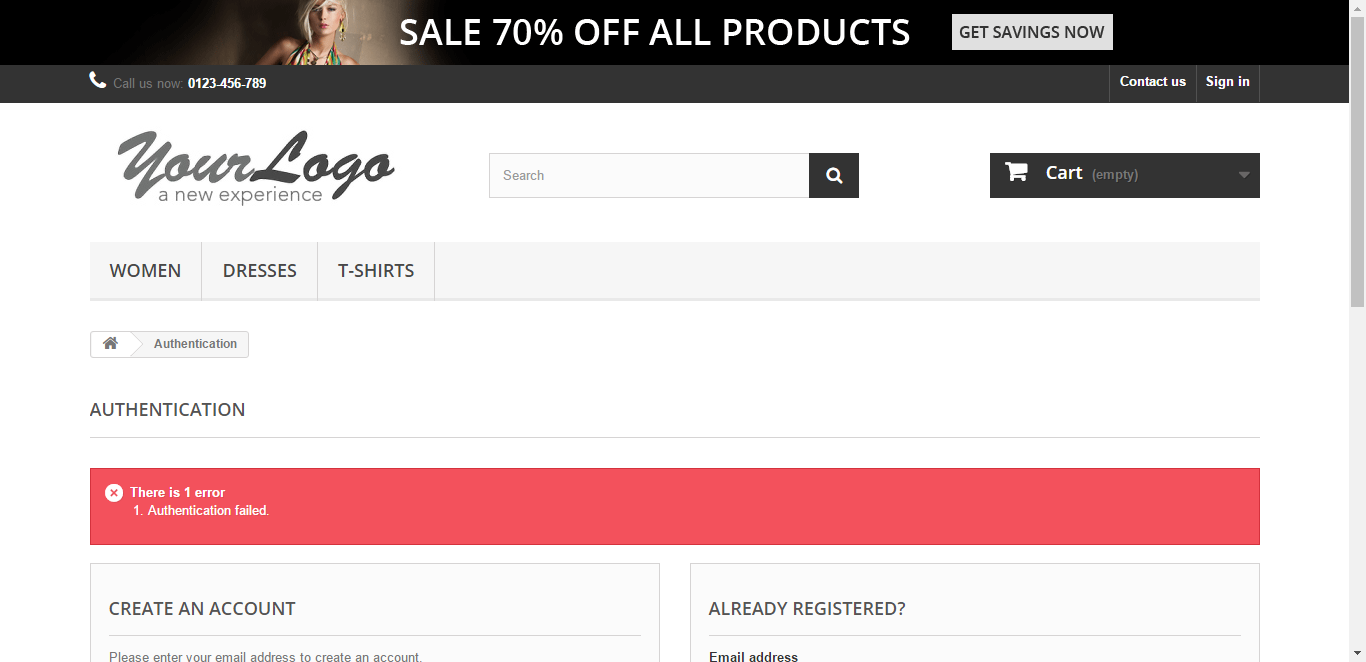 SALE 70% OFF ALL PRODUCTS GET SAVINGS NOW
Call us now: 0123-456-789 Contact us Sign in
YourLogo
a new experience
Search
Cart (empty)
WOMEN DRESSES T-SHIRTS
Authentication
AUTHENTICATION
There is 1 error
1. Authentication failed.
CREATE AN ACCOUNT
Please enter your email address to create an account.
ALREADY REGISTERED?
Email address